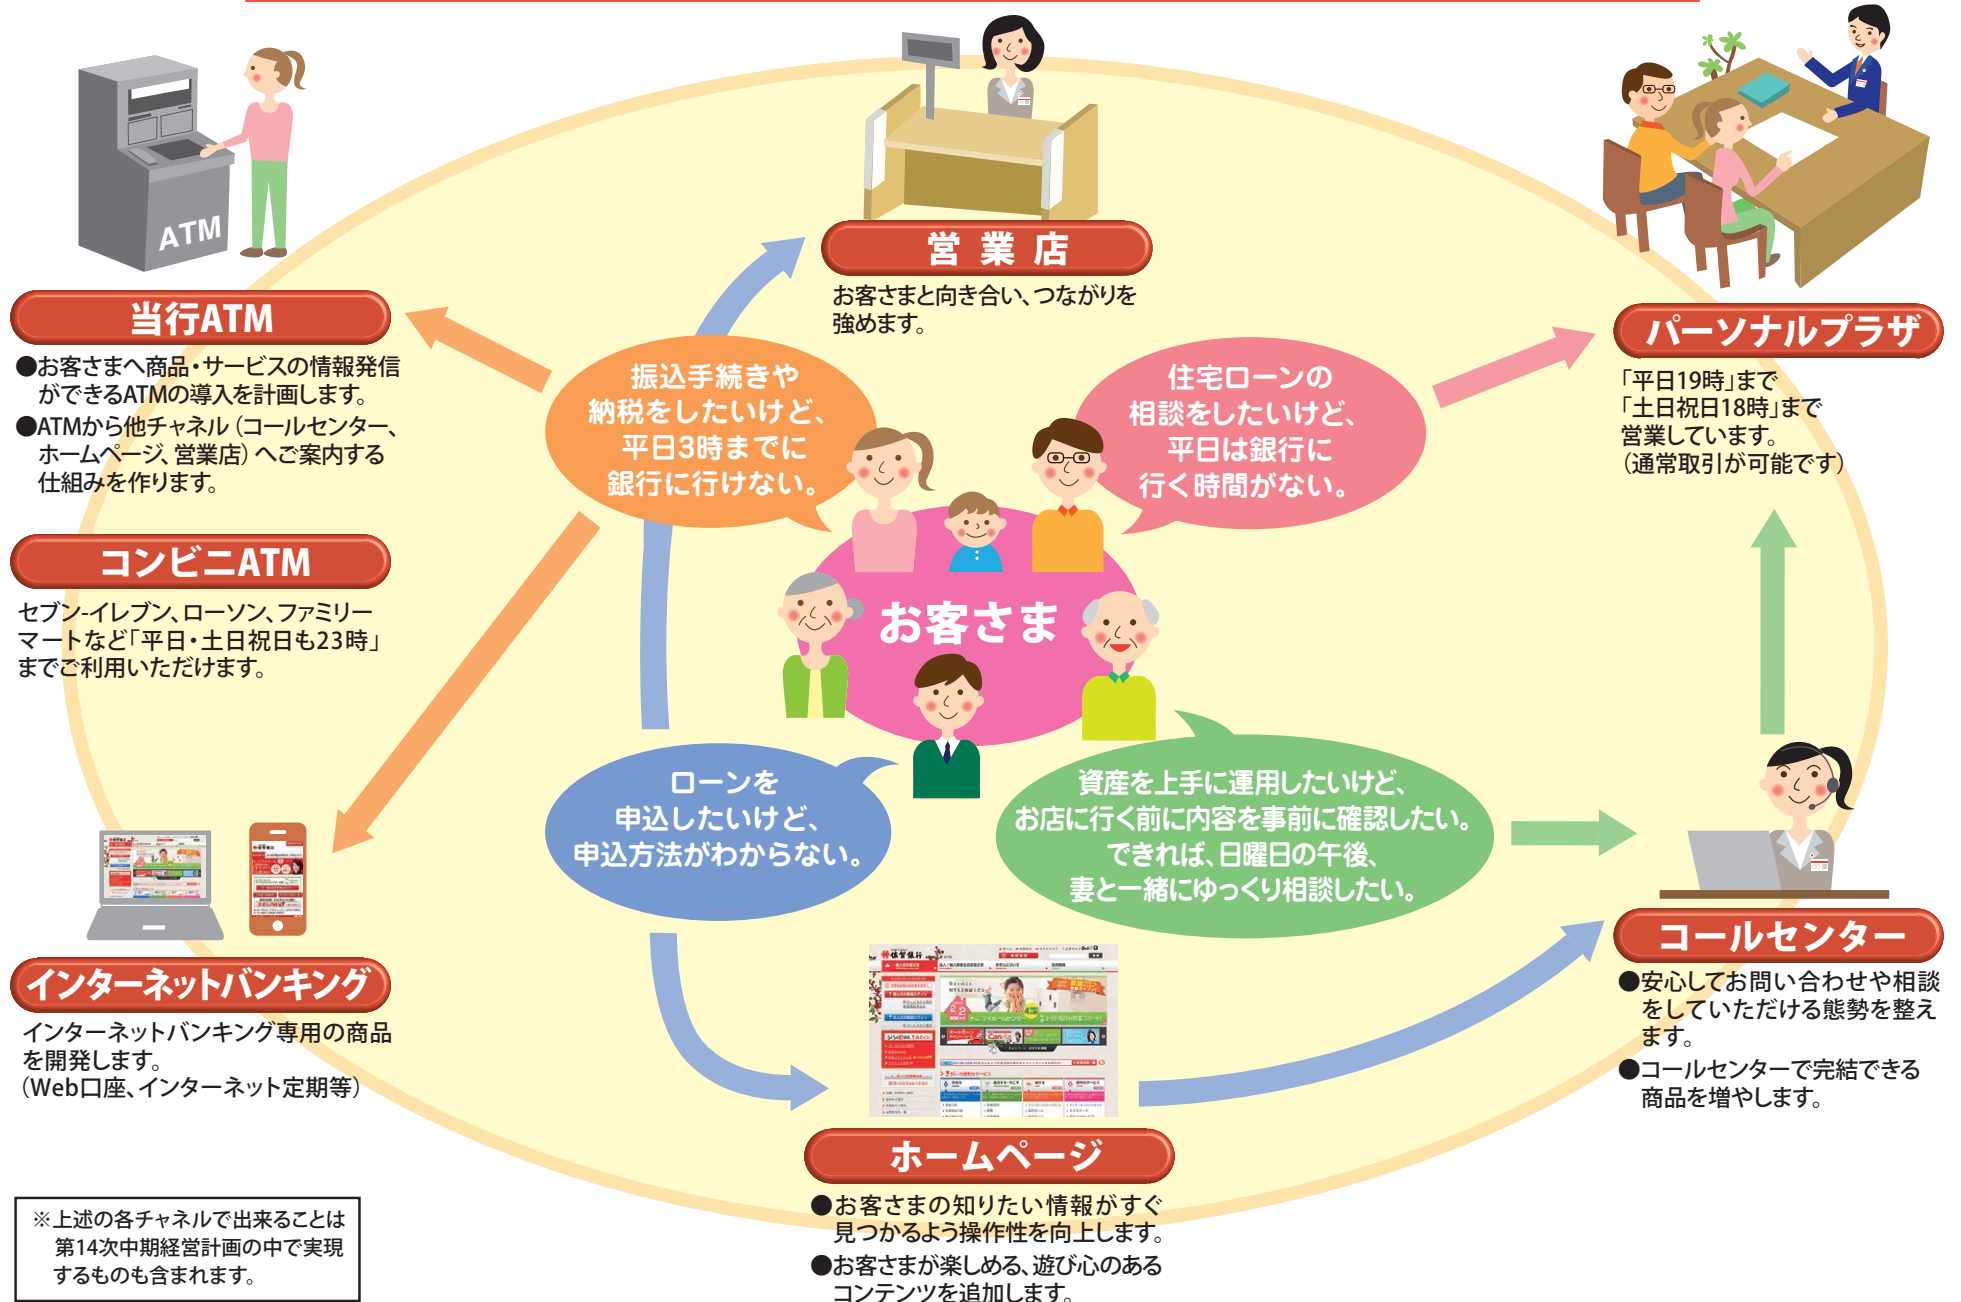 ATM
営業店
お客さまと向き合い、つながりを
強めます。
当行ATM
●お客さまへ商品・サービスの情報発信
ができるATMの導入を計画します。
●ATMから他チャネル（コールセンター、
ホームページ、営業店）へご案内する
仕組みを作ります。
パーソナルプラザ
「平日19時」まで
「土日祝日18時」まで
営業しています。
（通常取引が可能です）
振込手続きや
納税をしたいけど、
平日3時までに
銀行に行けない。
住宅ローンの
相談をしたいけど、
平日は銀行に
行く時間がない。
コンビニATM
セブン-イレブン、ローソン、ファミリー
マートなど「平日・土日祝日も23時」
までご利用いただけます。
お客さま
ローンを
申込したいけど、
申込方法がわからない。
資産を上手に運用したいけど、
お店に行く前に内容を事前に確認したい。
できれば、日曜日の午後、
妻と一緒にゆっくり相談したい。
インターネットバンキング
インターネットバンキング専用の商品
を開発します。
（Web口座、インターネット定期等）
コールセンター
●安心してお問い合わせや相談
をしていただける態勢を整え
ます。
●コールセンターで完結できる
商品を増やします。
佐賀銀行
ホームページ
●お客さまの知りたい情報がすぐ
見つかるよう操作性を向上します。
●お客さまが楽しめる、遊び心のある
コンテンツを追加します。
※上述の各チャネルで出来ることは
第14次中期経営計画の中で実現
するものも含まれます。